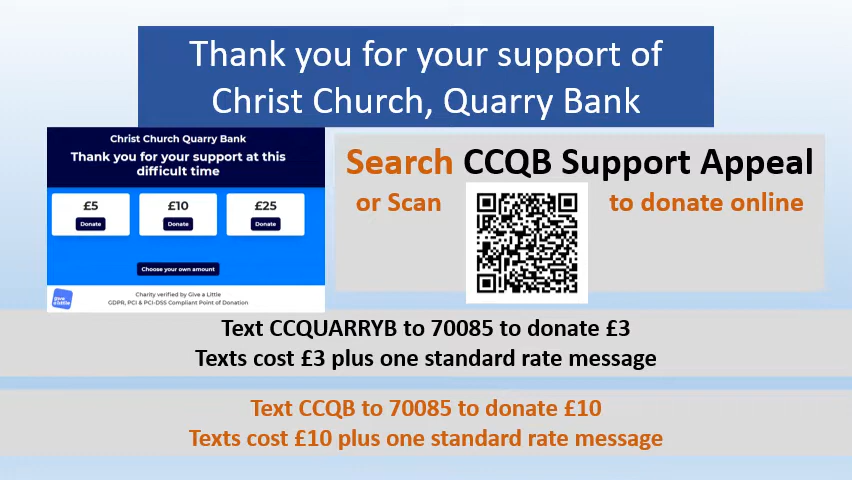 Thank you for your support of
Christ Church, Quarry Bank
Christ Church Quarry Bank
Thank you for your support at this
difficult time
£5
£10
£25
Donate
Donate
Donate
Choose your own amount
give
a little
Charity verified by Give a Little
GDPR, PCI & PCI-DSS Compliant Point of Donation
Search CCQB Support Appeal
or Scan
to donate online
Text CCQUARRYB to 70085 to donate £3
Texts cost £3 plus one standard rate message
Text CCQB to 70085 to donate £10
Texts cost £10 plus one standard rate message